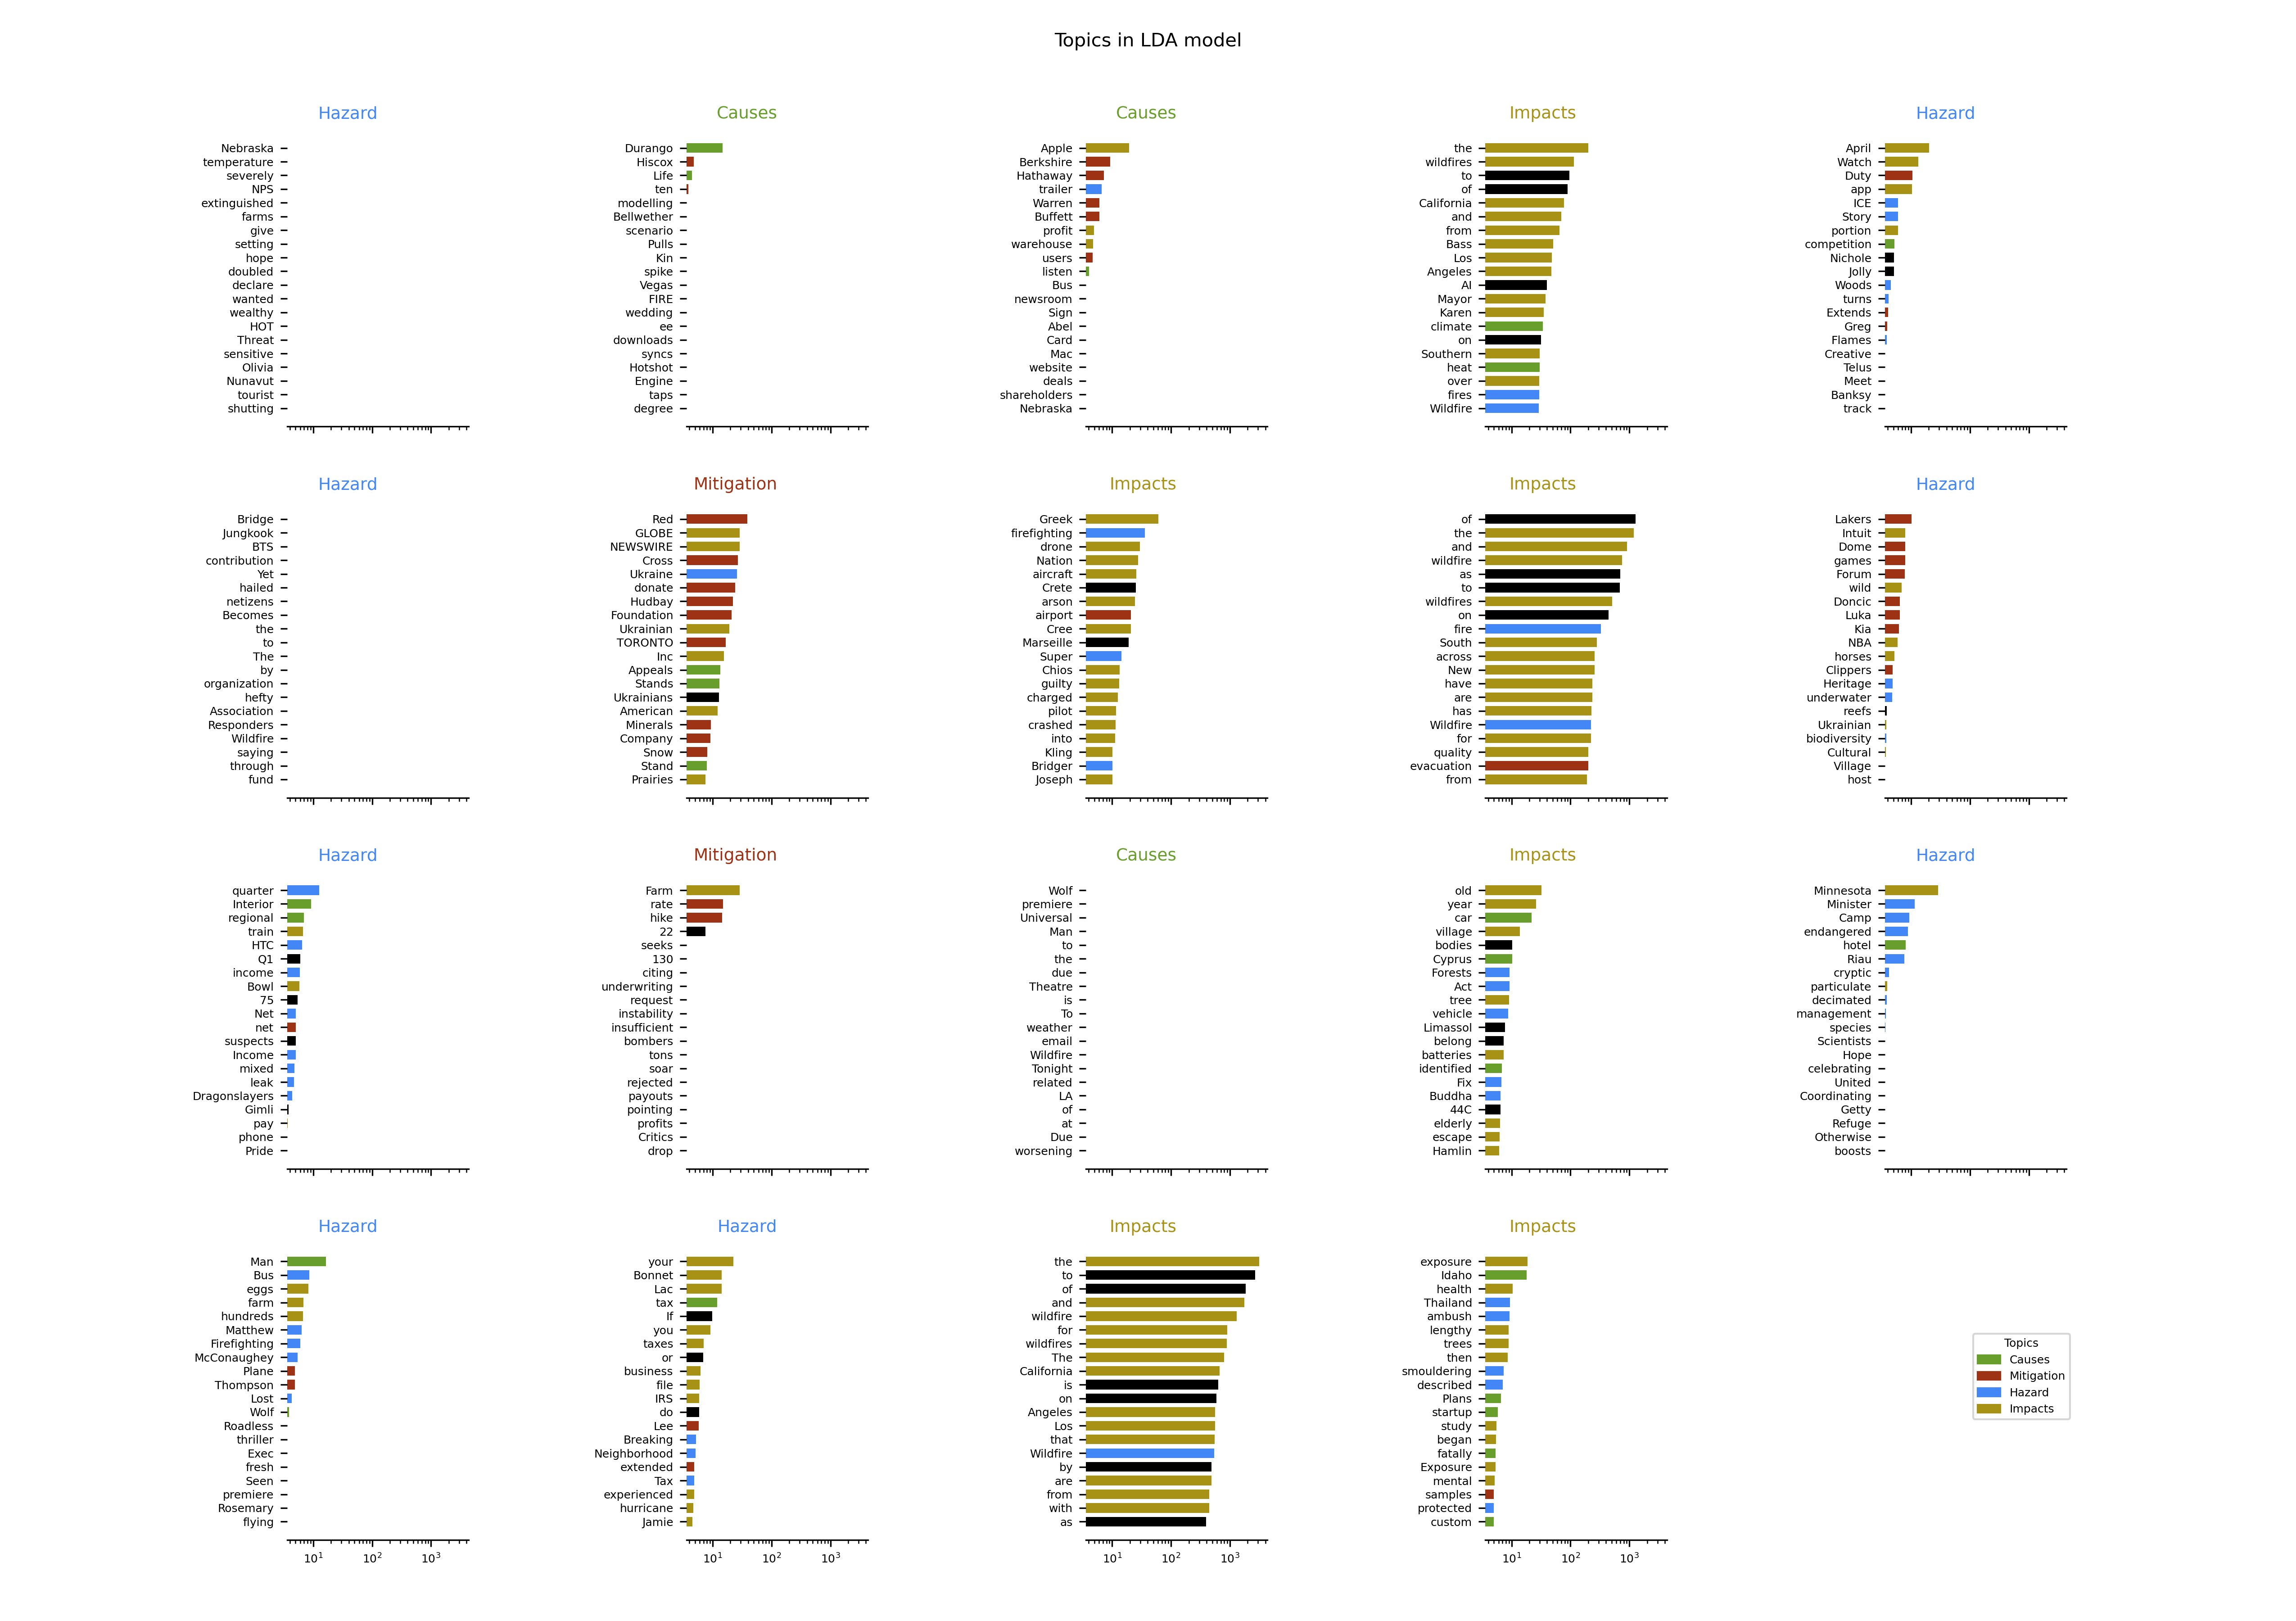 Topics in LDA model
Hazard
Nebraska
temperature
severely
NPS
extinguished
farms
give
setting
hope
doubled
declare
wanted
wealthy
HOT
Threat
sensitive
Olivia
Nunavut
tourist
shutting
Causes
Durango
Hiscox
Life
ten
modelling
Bellwether
scenario
Pulls
Kin
spike
Vegas
FIRE
wedding
ee
downloads
syncs
Hotshot
Engine
taps
degree
Causes
Apple
Berkshire
Hathaway
trailer
Warren
Buffett
profit
warehouse
users
listen
Bus
newsroom
Sign
Abel
Card
Mac
website
deals
shareholders
Nebraska
Impacts
the
wildfires
to
of
California
and
from
Bass
Los
Angeles
AI
Mayor
Karen
climate
on
Southern
heat
over
fires
Wildfire
Hazard
April
Watch
Duty
app
ICE
Story
portion
competition
Nichole
Jolly
Woods
turns
Extends
Greg
Flames
Creative
Telus
Meet
Banksy
track
Hazard
Bridge
Jungkook
BTS
contribution
Yet
hailed
netizens
Becomes
the
to
The
by
organization
hefty
Association
Responders
Wildfire
saying
through
fund
Mitigation
Red
GLOBE
NEWSWIRE
Cross
Ukraine
donate
Hudbay
Foundation
Ukrainian
TORONTO
Inc
Appeals
Stands
Ukrainians
American
Minerals
Company
Snow
Stand
Prairies
Impacts
Greek
firefighting
drone
Nation
aircraft
Crete
arson
airport
Cree
Marseille
Super
Chios
guilty
charged
pilot
crashed
into
Kling
Bridger
Joseph
Impacts
of
the
and
wildfire
as
to
wildfires
on
fire
South
across
New
have
are
has
Wildfire
for
quality
evacuation
from
Hazard
Lakers
Intuit
Dome
games
Forum
wild
Doncic
Luka
Kia
NBA
horses
Clippers
Heritage
underwater
reefs
Ukrainian
biodiversity
Cultural
Village
host
Hazard
quarter
Interior
regional
train
HTC
Q1
income
Bowl
75
Net
net
suspects
Income
mixed
leak
Dragonslayers
Gimli
pay
phone
Pride
Mitigation
Farm
rate
hike
22
seeks
130
citing
underwriting
request
instability
insufficient
bombers
tons
soar
rejected
payouts
pointing
profits
Critics
drop
Causes
Wolf
premiere
Universal
Man
to
the
due
Theatre
is
To
weather
email
Wildfire
Tonight
related
LA
of
at
Due
worsening
Impacts
old
year
car
village
bodies
Cyprus
Forests
Act
tree
vehicle
Limassol
belong
batteries
identified
Fix
Buddha
44C
elderly
escape
Hamlin
Hazard
Minnesota
Minister
Camp
endangered
hotel
Riau
cryptic
particulate
decimated
management
species
Scientists
Hope
celebrating
United
Coordinating
Getty
Refuge
Otherwise
boosts
Hazard
Man
Bus
eggs
farm
hundreds
Matthew
Firefighting
McConaughey
Plane
Thompson
Lost
Wolf
Roadless
thriller
Exec
fresh
Seen
premiere
Rosemary
flying
10¹ 10² 10³
Hazard
your
Bonnet
Lac
tax
If
you
taxes
or
business
file
IRS
do
Lee
Breaking
Neighborhood
extended
Tax
experienced
hurricane
Jamie
10¹ 10² 10³
Impacts
the
to
of
and
wildfire
for
wildfires
The
California
is
on
Angeles
Los
that
Wildfire
by
are
from
with
as
10¹ 10² 10³
Impacts
exposure
Idaho
health
Thailand
ambush
lengthy
trees
then
smouldering
described
Plans
startup
study
began
fatally
Exposure
mental
samples
protected
custom
10¹ 10² 10³
Topics
Causes
Mitigation
Hazard
Impacts